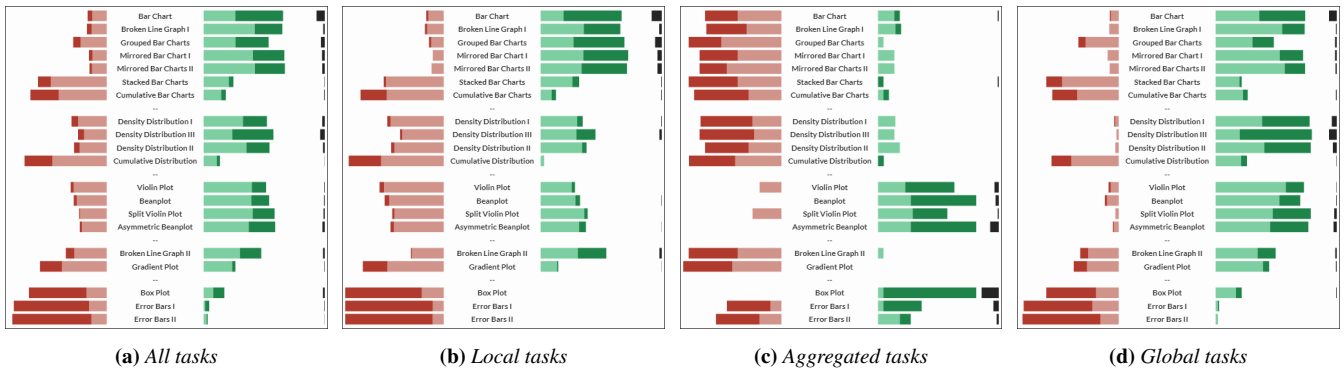 Bar Chart
Broken Line Graph I
Grouped Bar Charts
Mirrored Bar Chart I
Mirrored Bar Charts II
Stacked Bar Charts
Cumulative Bar Charts
--
Density Distribution I
Density Distribution III
Density Distribution II
Cumulative Distribution
--
Violin Plot
Beanplot
Split Violin Plot
Asymmetric Beanplot
--
Broken Line Graph II
Gradient Plot
--
Box Plot
Error Bars I
Error Bars II
(a) All tasks
Bar Chart
Broken Line Graph I
Grouped Bar Charts
Mirrored Bar Chart I
Mirrored Bar Charts II
Stacked Bar Charts
Cumulative Bar Charts
--
Density Distribution I
Density Distribution III
Density Distribution II
Cumulative Distribution
--
Violin Plot
Beanplot
Split Violin Plot
Asymmetric Beanplot
--
Broken Line Graph II
Gradient Plot
--
Box Plot
Error Bars I
Error Bars II
(b) Local tasks
Bar Chart
Broken Line Graph I
Grouped Bar Charts
Mirrored Bar Chart I
Mirrored Bar Charts II
Stacked Bar Charts
Cumulative Bar Charts
--
Density Distribution I
Density Distribution III
Density Distribution II
Cumulative Distribution
--
Violin Plot
Beanplot
Split Violin Plot
Asymmetric Beanplot
--
Broken Line Graph II
Gradient Plot
--
Box Plot
Error Bars I
Error Bars II
(c) Aggregated tasks
Bar Chart
Broken Line Graph I
Grouped Bar Charts
Mirrored Bar Chart I
Mirrored Bar Charts II
Stacked Bar Charts
Cumulative Bar Charts
--
Density Distribution I
Density Distribution III
Density Distribution II
Cumulative Distribution
--
Violin Plot
Beanplot
Split Violin Plot
Asymmetric Beanplot
--
Broken Line Graph II
Gradient Plot
--
Box Plot
Error Bars I
Error Bars II
(d) Global tasks